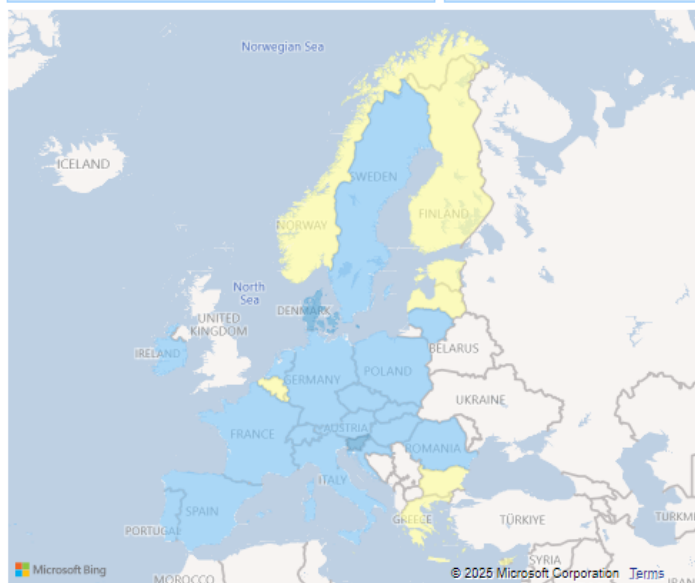 Norwegian Sea
ICELAND
SWEDEN
FINLAND
NORWAY
North
Sea
DENMARK
UNITED
KINGDOM
IRELAND
BELARUS
GERMANY
POLAND
UKRAINE
AUSTRIA
FRANCE
ROMANIA
ITALY
SPAIN
PORTUGAL
GREECE
TÜRKIYE
TURKM
SYRIA
MOROCCO
Microsoft Bing
© 2025 Microsoft Corporation Terms